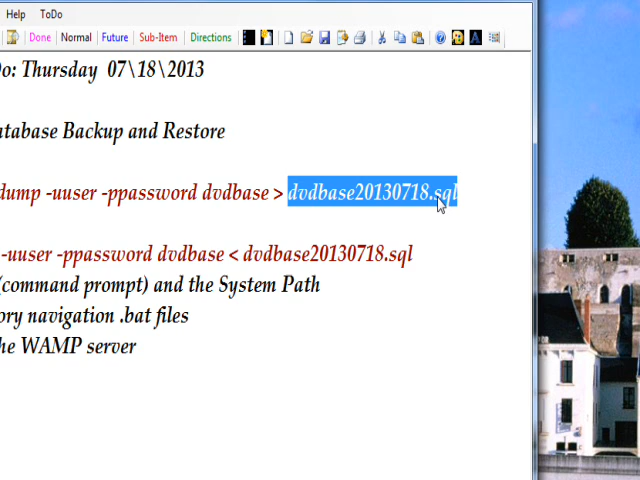 Help ToDo
Done Normal Future Sub-Item Directions
Do: Thursday 07\18\2013
atabase Backup and Restore
dump -uuser -ppassword dvdbase > dvdbase20130718.sql
-uuser -ppassword dvdbase < dvdbase20130718.sql
(command prompt) and the System Path
ory navigation .bat files
he WAMP server